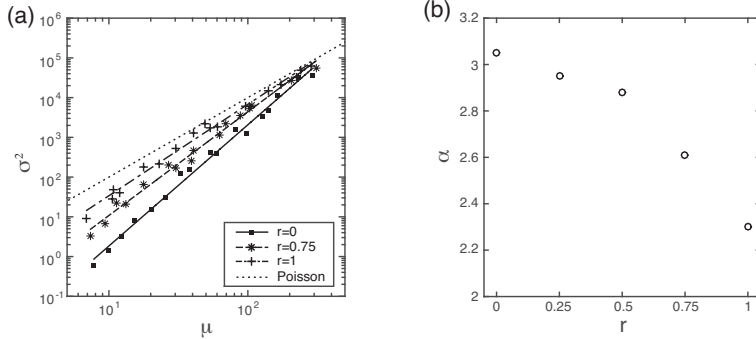 (a)
10^6
10^5
10^4
10^3
10^2
10^1
10^0
10^-1
σ^2
10^1
10^2
μ
r=0
r=0.75
r=1
Poisson
(b)
3.2
3
2.8
2.6
2.4
2.2
2
α
0
0.25
0.5
0.75
1
r